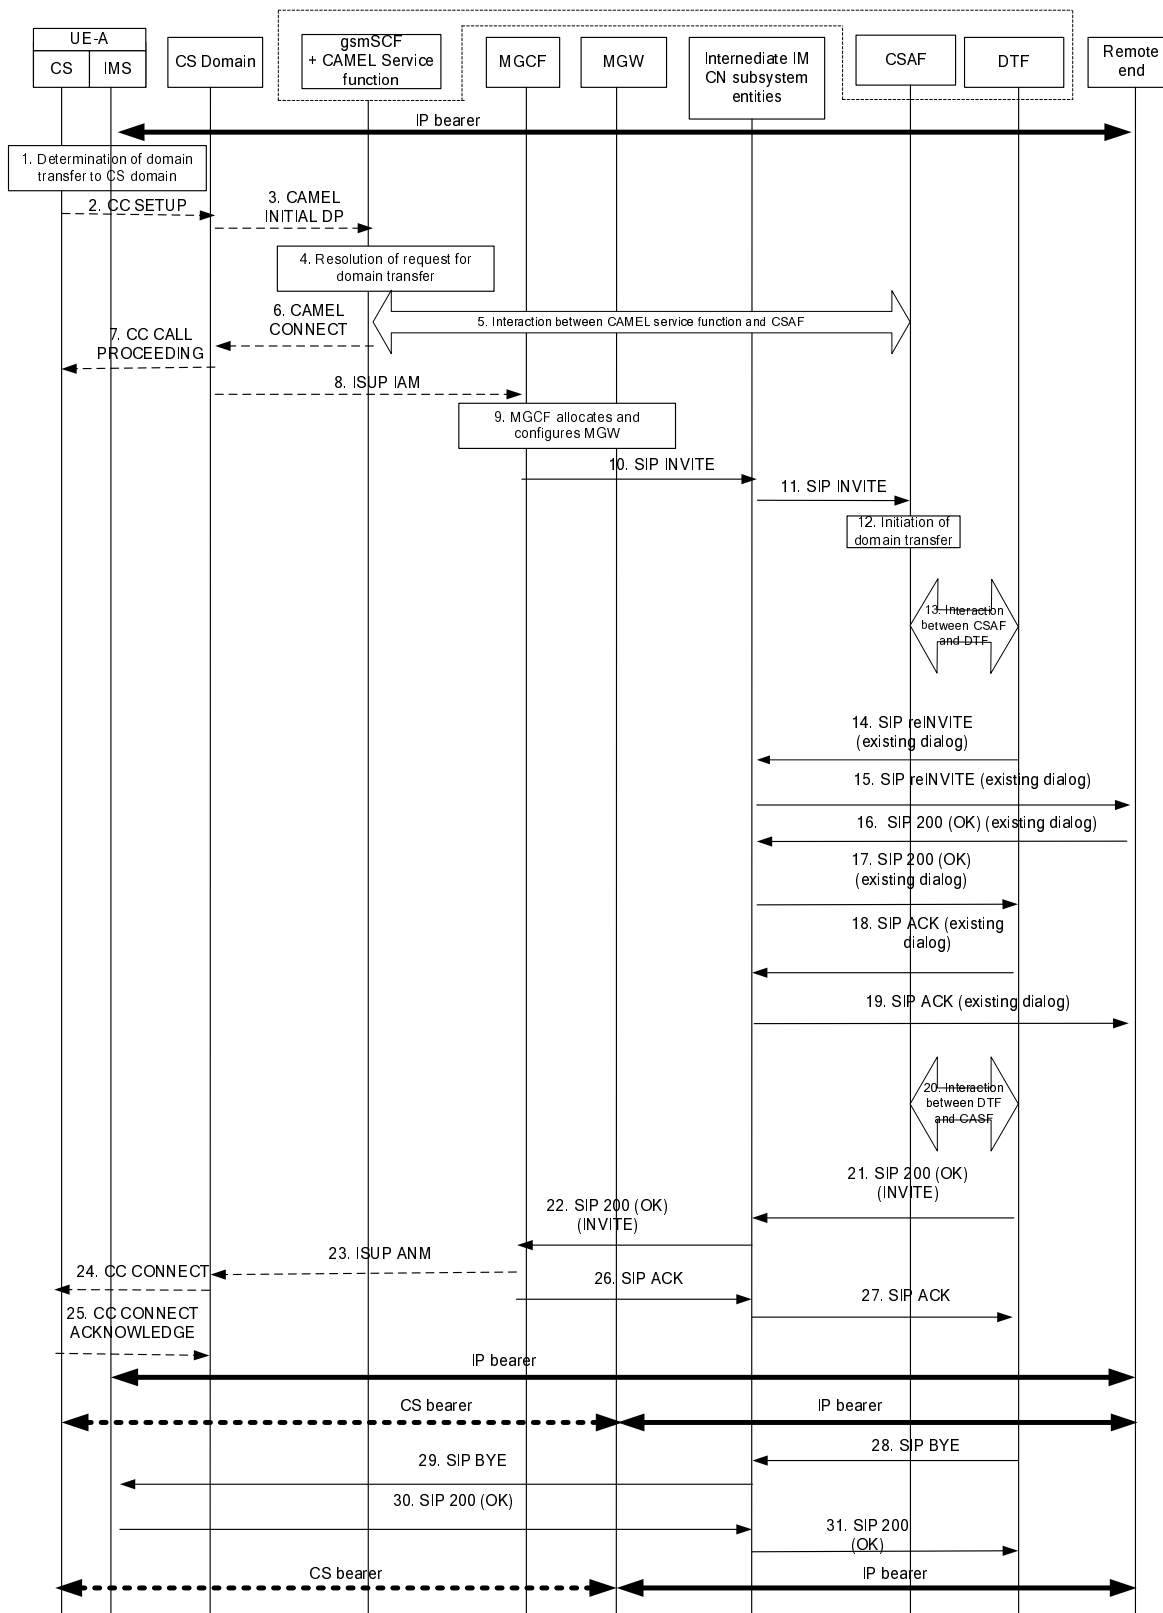 UE-A
CS
IMS
CS Domain
gsmSCF
+ CAMEL Service
function
MGCF
MGW
Internediate IM
CN subsystem
entities
CSAF
DTF
Remote
end
IP bearer
1. Determination of domain
transfer to CS domain
2. CC SETUP
3. CAMEL
INITIAL DP
4. Resolution of request for
domain transfer
5. Interaction between CAMEL service function and CSAF
6. CAMEL
CONNECT
7. CC CALL
PROCEEDING
8. ISUP IAM
9. MGCF allocates and
configures MGW
10. SIP INVITE
11. SIP INVITE
12. Initiation of
domain transfer
13. Interaction
between CSAF
and DTF
14. SIP reINVITE
(existing dialog)
15. SIP reINVITE (existing dialog)
16. SIP 200 (OK) (existing dialog)
17. SIP 200 (OK)
(existing dialog)
18. SIP ACK (existing
dialog)
19. SIP ACK (existing dialog)
20. Interaction
between DTF
and CASF
21. SIP 200 (OK)
(INVITE)
22. SIP 200 (OK)
(INVITE)
23. ISUP ANM
24. CC CONNECT
25. CC CONNECT
ACKNOWLEDGE
26. SIP ACK
27. SIP ACK
IP bearer
CS bearer
IP bearer
28. SIP BYE
29. SIP BYE
30. SIP 200 (OK)
31. SIP 200
(OK)
CS bearer
IP bearer